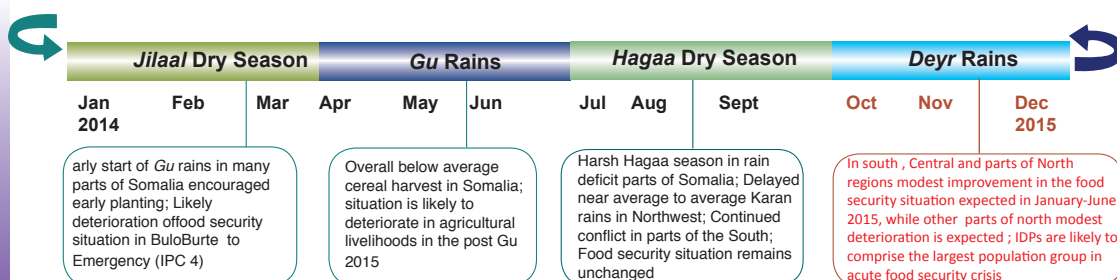 Jilaal Dry Season
Gu Rains
Hagaa Dry Season
Deyr Rains
Jan
2014
Feb
Mar
Apr
May
Jun
Jul
Aug
Sept
Oct
Nov
Dec
2015
arly start of Gu rains in many
parts of Somalia encouraged
early planting; Likely
deterioration offood security
situation in BuloBurte to
Emergency (IPC 4)
Overall below average
cereal harvest in Somalia;
situation is likely to
deteriorate in agricultural
livelihoods in the post Gu
2015
Harsh Hagaa season in rain
deficit parts of Somalia; Delayed
near average to average Karan
rains in Northwest; Continued
conflict in parts of the South;
Food security situation remains
unchanged
In south , Central and parts of North
regions modest improvement in the food
security situation expected in January-June
2015, while other parts of north modest
deterioration is expected ; IDPs are likely to
comprise the largest population group in
acute food security crisis